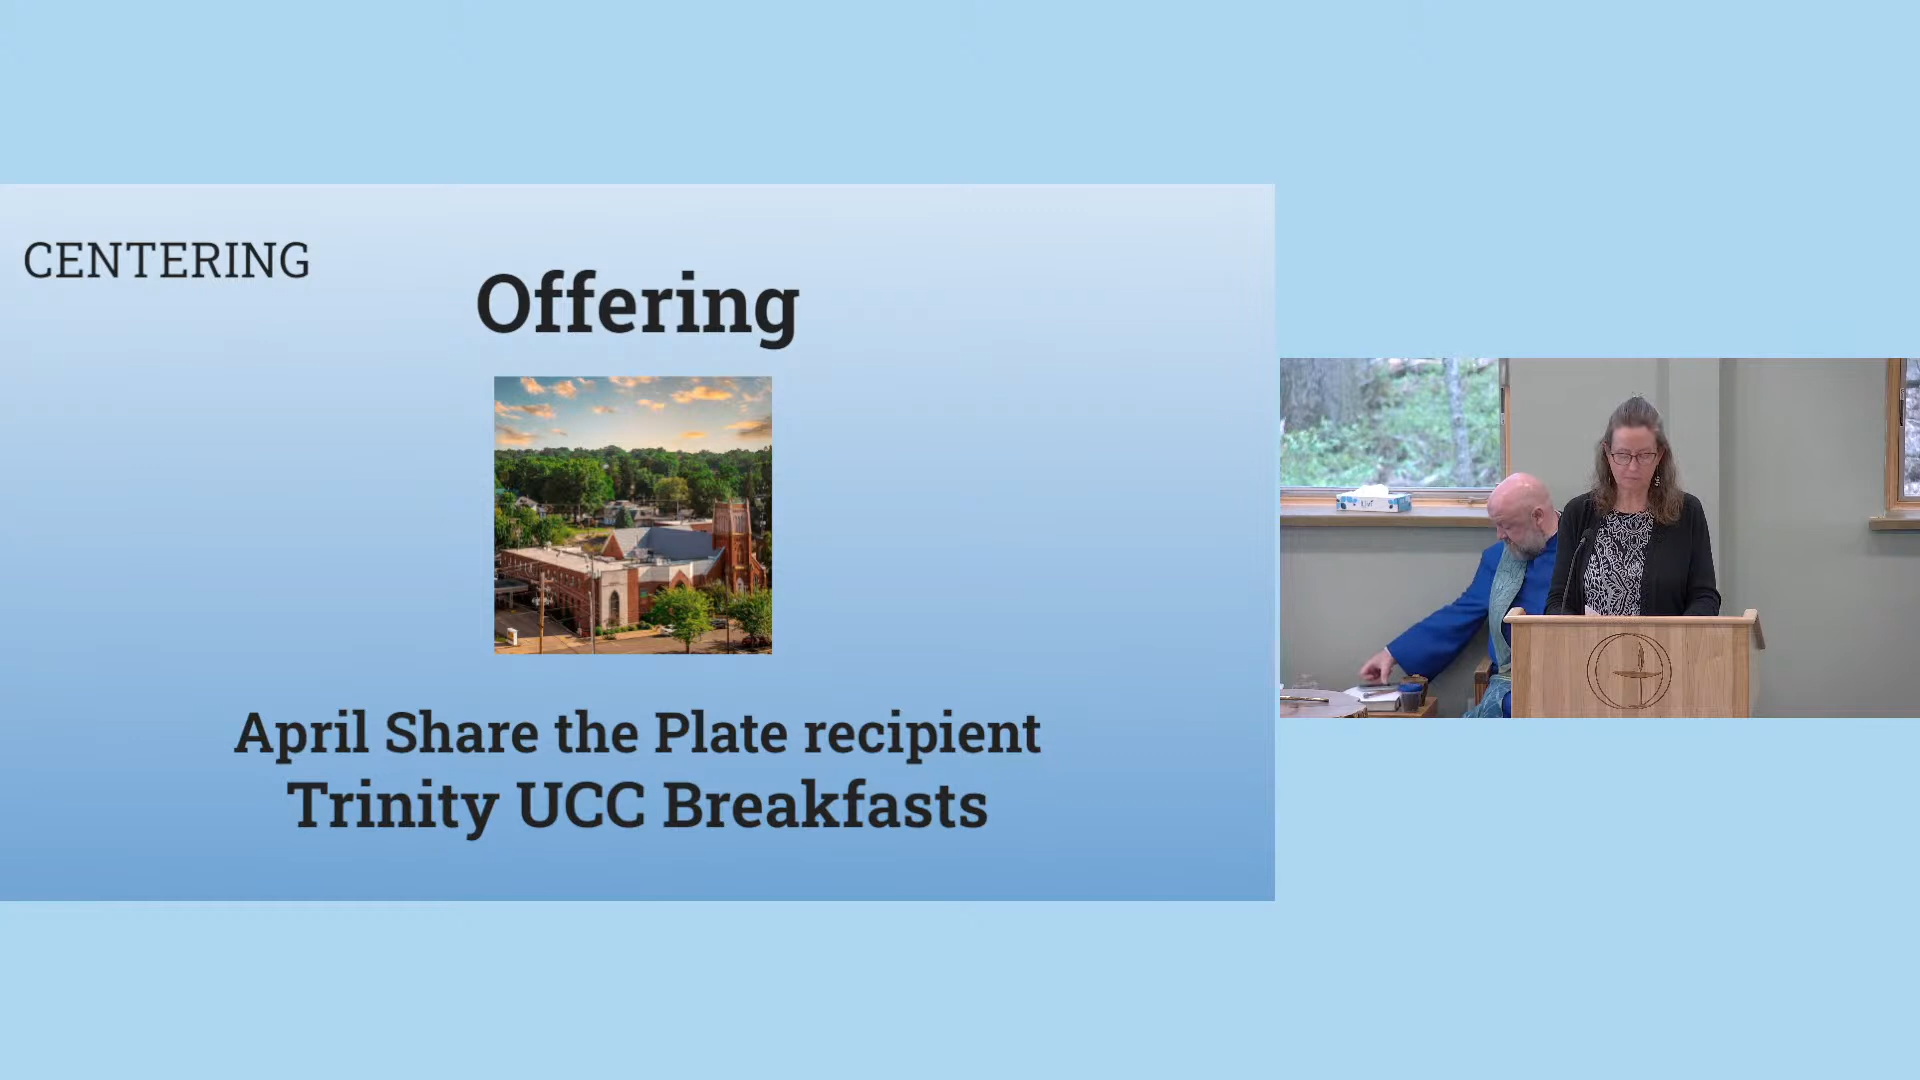 CENTERING
Offering
April Share the Plate recipient
Trinity UCC Breakfasts